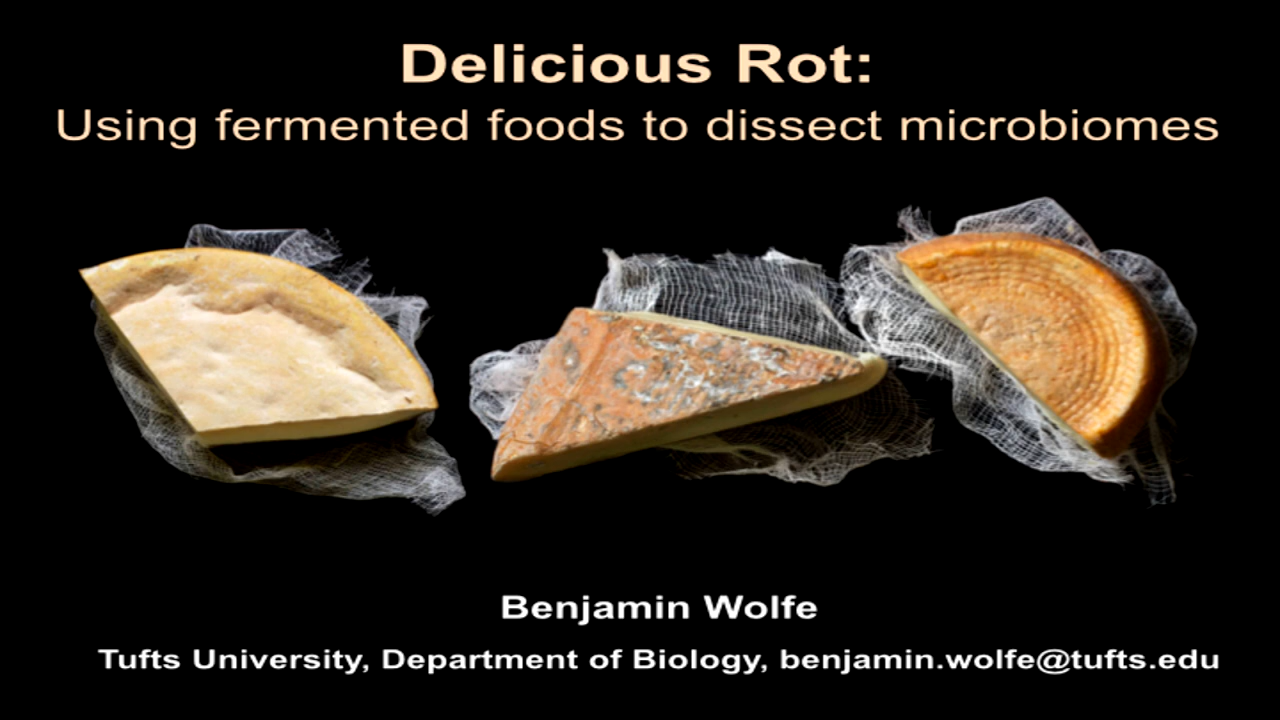 Delicious Rot:
Using fermented foods to dissect microbiomes
Benjamin Wolfe
Tufts University, Department of Biology, benjamin.wolfe@tufts.edu